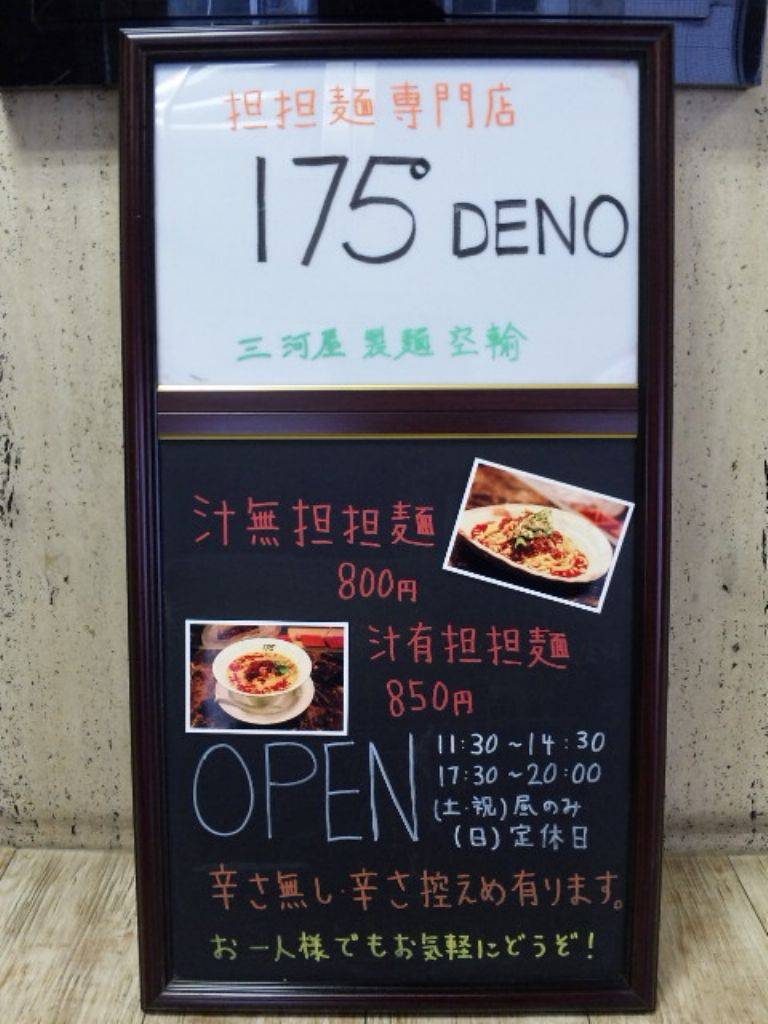 担担麺専門店
175° DENO
三河屋製麺空輸
汁無担担麺
800円
汁有担担麺
850円
OPEN
11:30～14:30
17:30～20:00
(土·祝)昼のみ
(日)定休日
辛さ無し·辛さ控えめ有ります。
お一人様でもお気軽にどうぞ!